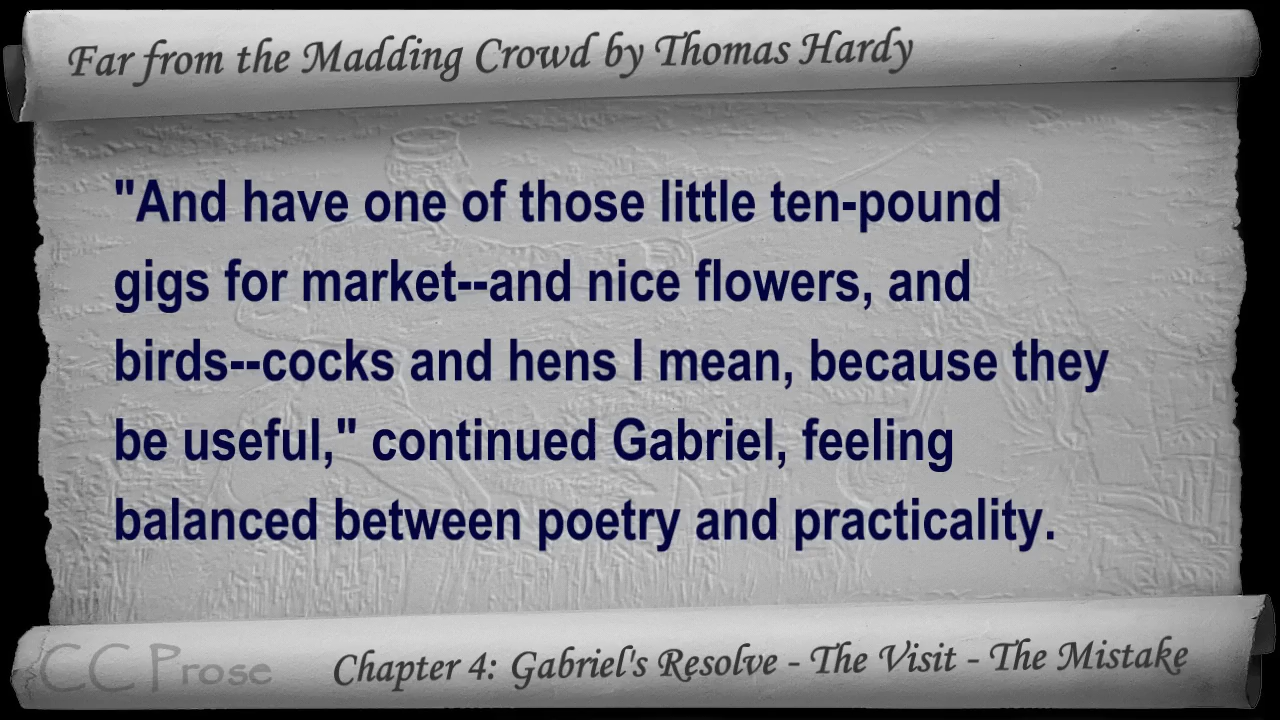 Far from the Madding Crowd by Thomas Hardy
"And have one of those little ten-pound
gigs for market--and nice flowers, and
birds--cocks and hens I mean, because they
be useful," continued Gabriel, feeling
balanced between poetry and practicality.
CC Prose
Chapter 4: Gabriel's Resolve - The Visit - The Mistake